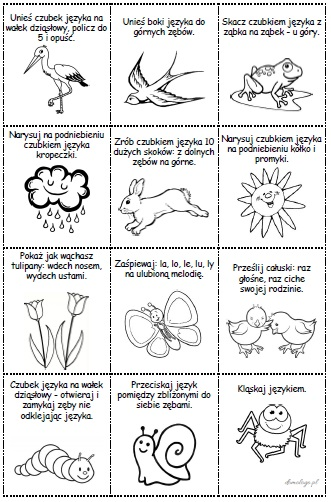 Unieś czubek języka na
wałek dziąsłowy, policz do
5 i opuść.
Unieś boki języka do
górnych zębów.
Skacz czubkiem języka z
ząbka na ząbek - u góry.
Narysuj na podniebieniu
czubkiem języka
kropeczki.
Zrób czubkiem języka 10
dużych skoków: z dolnych
zębów na górne.
Narysuj czubkiem języka
na podniebieniu kółko i
promyki.
Pokaż jak wąchasz
tulipany: wdech nosem,
wydech ustami.
Zaśpiewaj: la, lo, le, lu, ly
na ulubioną melodię.
Prześlij całuski: raz
głośne, raz ciche
swojej rodzinie.
Czubek języka na wałek
dziąsłowy - otwieraj i
zamykaj zęby nie
odklejając języka.
Przeciskaj język
pomiędzy zbliżonymi do
siebie zębami.
Kląskaj językiem.